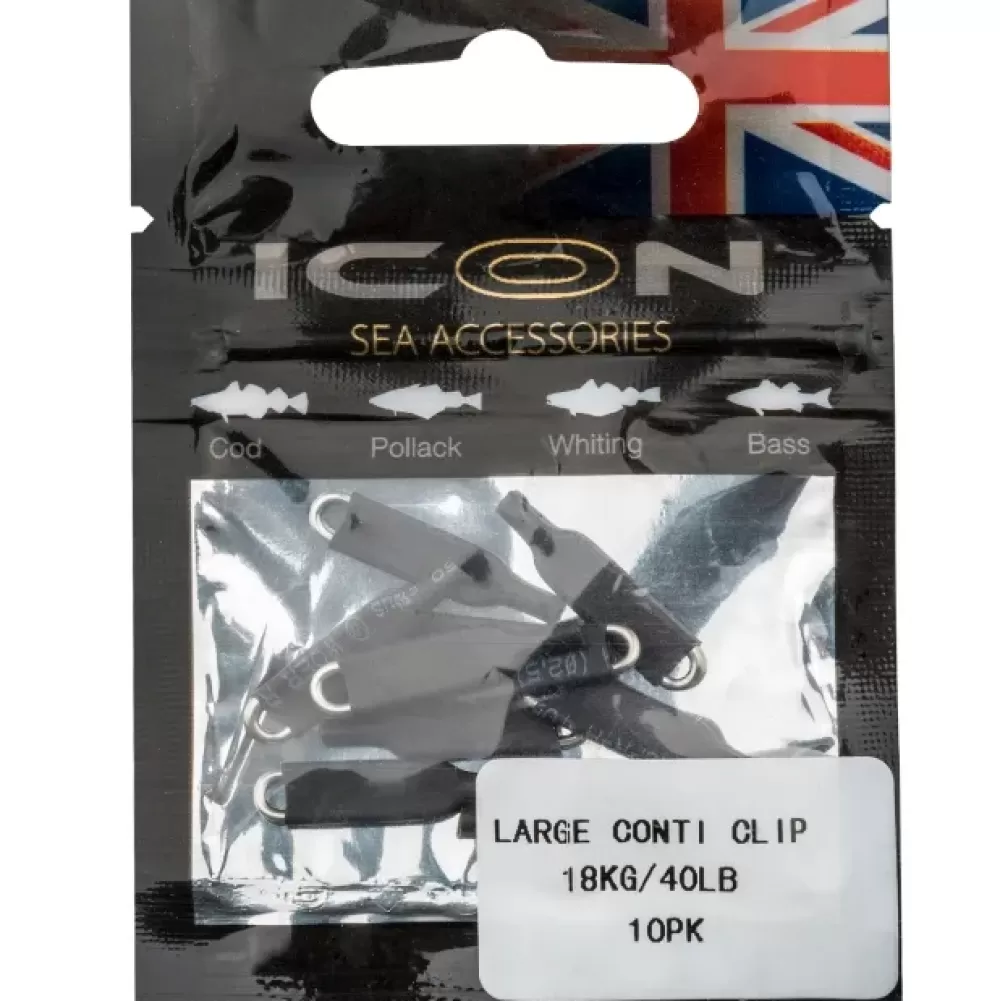 ICON
SEA ACCESSORIES
Cod Pollack Whiting Bass
LARGE CONTI CLIP
18KG/40LB
10PK